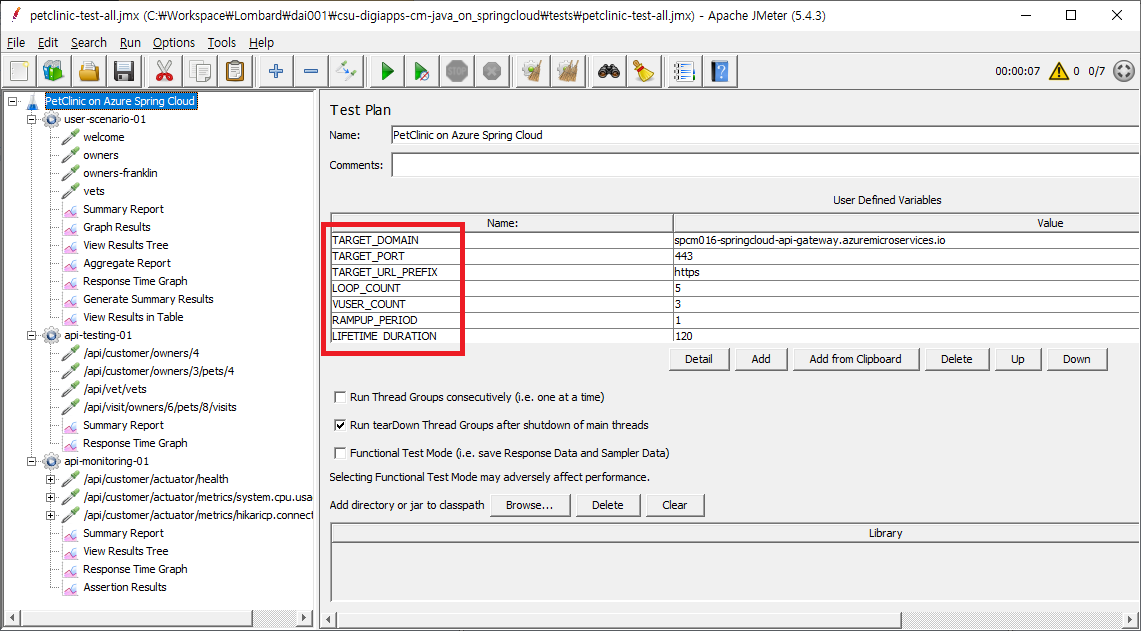 petclinic-test-all.jmx (C:₩Workspace₩Lombard₩dai001₩csu-digiapps-cm-java_on_springcloud₩tests₩petclinic-test-all.jmx) - Apache JMeter (5.4.3)
File Edit Search Run Options Tools Help
STOP
00:00:07 0 0/7
PetClinic on Azure Spring Cloud
user-scenario-01
welcome
owners
owners-franklin
vets
Summary Report
Graph Results
View Results Tree
Aggregate Report
Response Time Graph
Generate Summary Results
View Results in Table
api-testing-01
/api/customer/owners/4
/api/customer/owners/3/pets/4
/api/vet/vets
/api/visit/owners/6/pets/8/visits
Summary Report
Response Time Graph
api-monitoring-01
/api/customer/actuator/health
/api/customer/actuator/metrics/system.cpu.usa
/api/customer/actuator/metrics/hikaricp.connect
Summary Report
View Results Tree
Response Time Graph
Assertion Results
Test Plan
Name: PetClinic on Azure Spring Cloud
Comments:
User Defined Variables
Name: Value
TARGET_DOMAIN spcm016-springcloud-api-gateway.azuremicroservices.io
TARGET_PORT 443
TARGET_URL_PREFIX https
LOOP_COUNT 5
VUSER_COUNT 3
RAMPUP_PERIOD 1
LIFETIME_DURATION 120
Detail Add Add from Clipboard Delete Up Down
Run Thread Groups consecutively (i.e. one at a time)
Run tearDown Thread Groups after shutdown of main threads
Functional Test Mode (i.e. save Response Data and Sampler Data)
Selecting Functional Test Mode may adversely affect performance.
Add directory or jar to classpath Browse... Delete Clear
Library